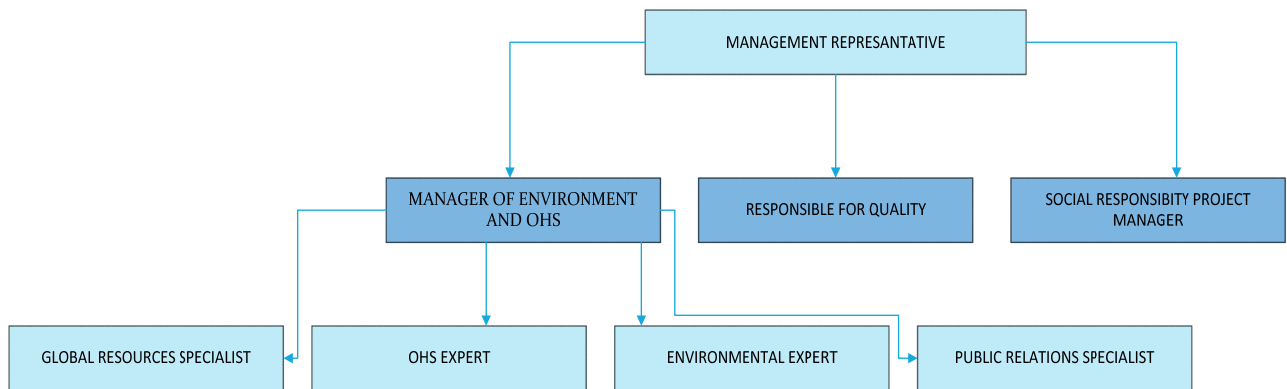 MANAGEMENT REPRESANTATIVE
MANAGER OF ENVIRONMENT
AND OHS
RESPONSIBLE FOR QUALITY
SOCIAL RESPONSIBITY PROJECT
MANAGER
GLOBAL RESOURCES SPECIALIST
OHS EXPERT
ENVIRONMENTAL EXPERT
PUBLIC RELATIONS SPECIALIST